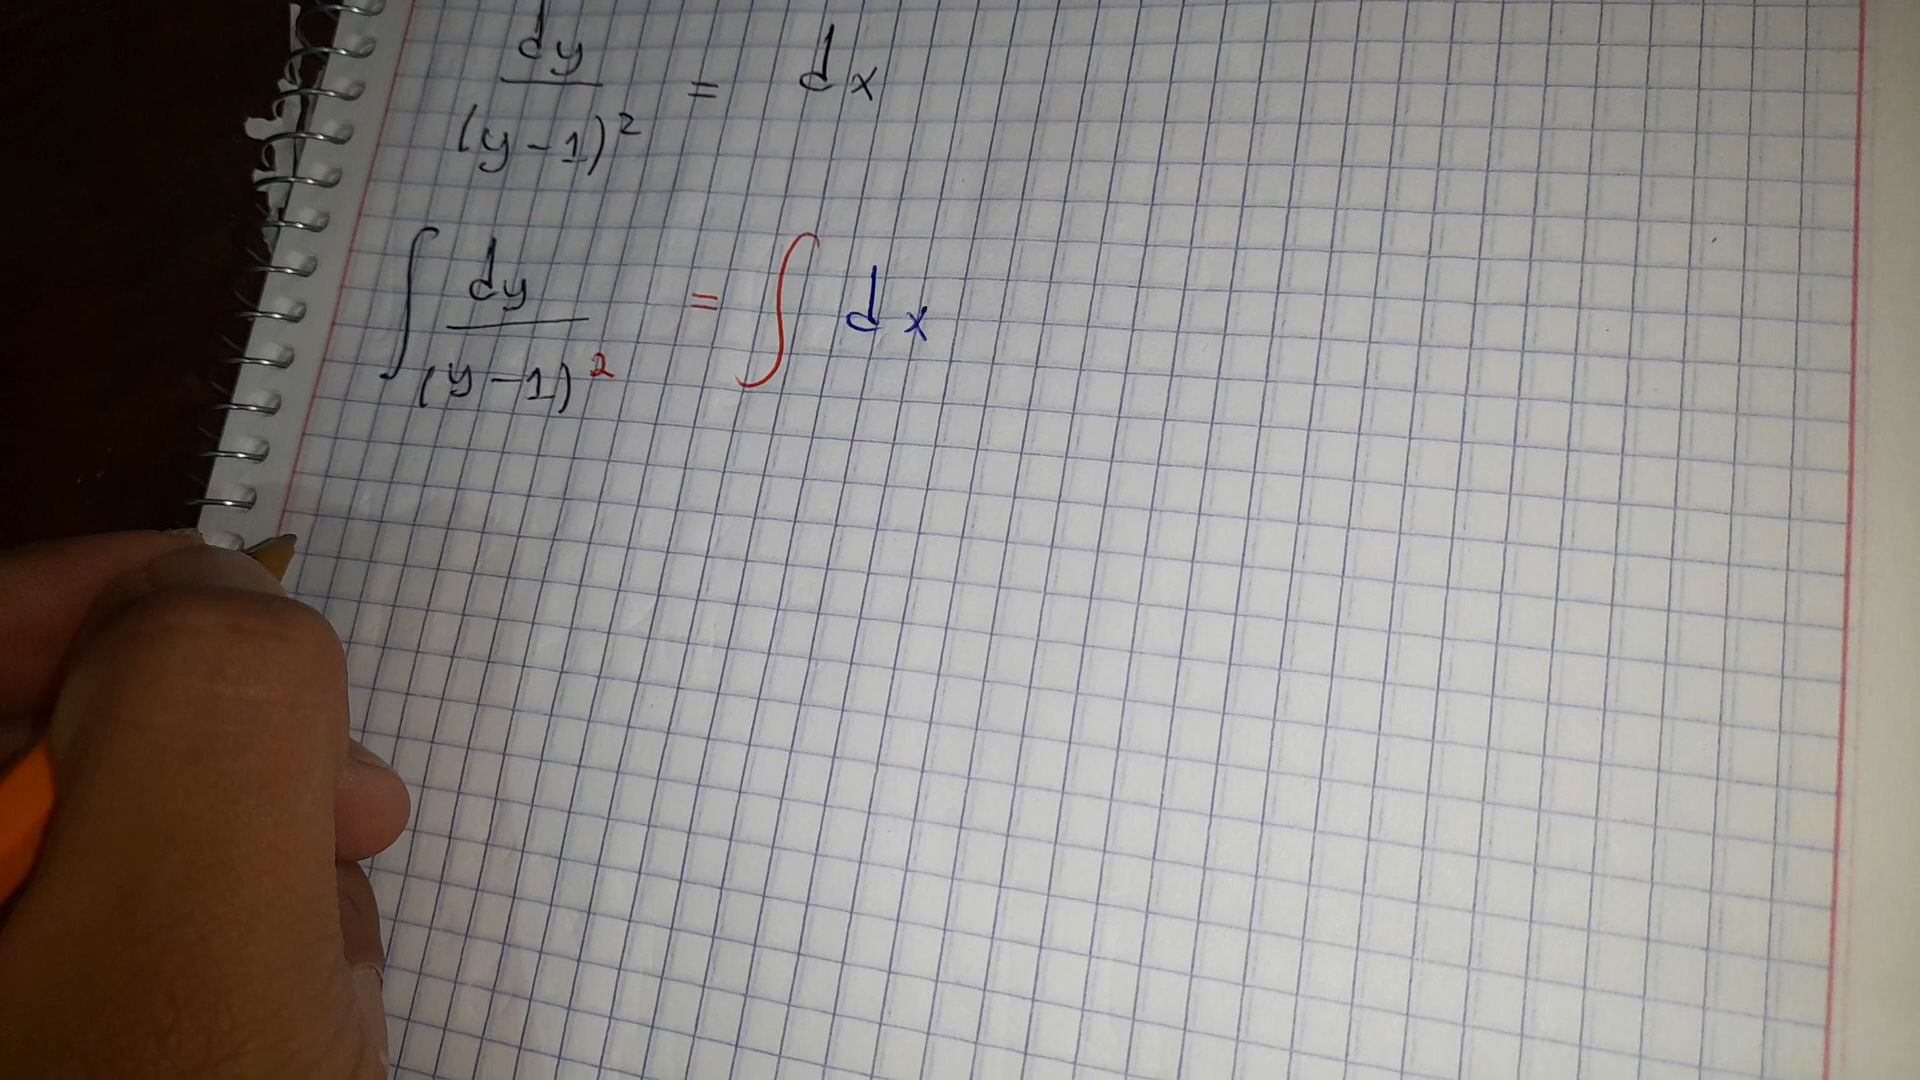 dy/(y-1)² = dx
∫ dy/(y-1)² = ∫ dx